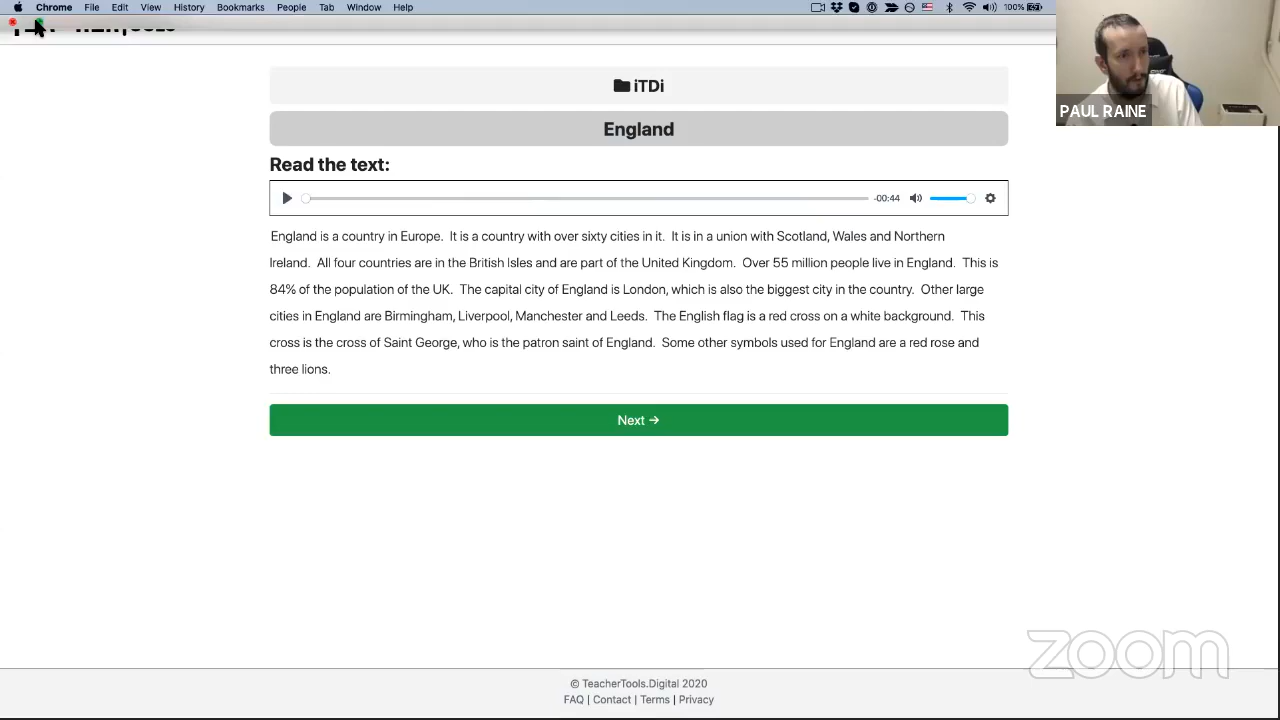 Chrome File Edit View History Bookmarks People Tab Window Help 100%
iTDi
England
PAUL RAINE
Read the text:
-00:44
England is a country in Europe. It is a country with over sixty cities in it. It is in a union with Scotland, Wales and Northern
Ireland. All four countries are in the British Isles and are part of the United Kingdom. Over 55 million people live in England. This is
84% of the population of the UK. The capital city of England is London, which is also the biggest city in the country. Other large
cities in England are Birmingham, Liverpool, Manchester and Leeds. The English flag is a red cross on a white background. This
cross is the cross of Saint George, who is the patron saint of England. Some other symbols used for England are a red rose and
three lions.
Next →
zoom
© TeacherTools.Digital 2020
FAQ | Contact | Terms | Privacy